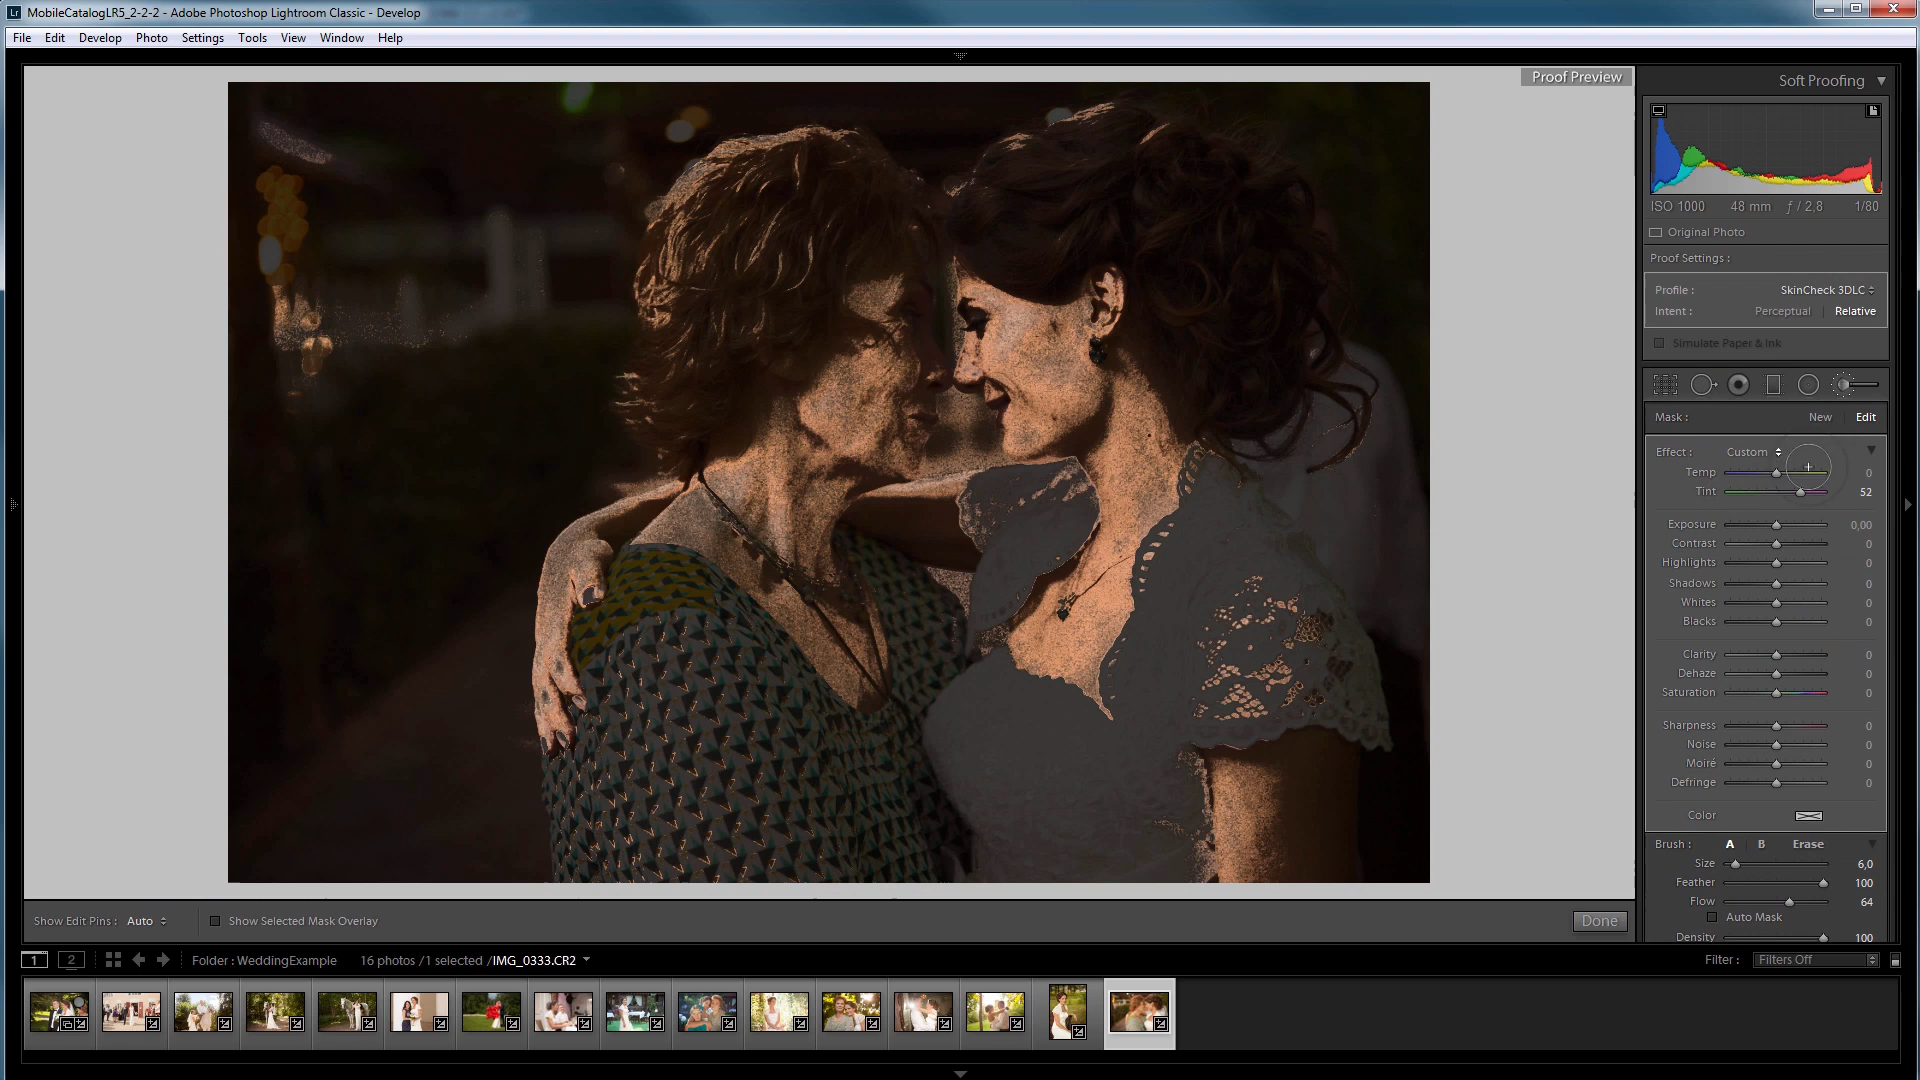 Lr MobileCatalogLR5_2-2-2 - Adobe Photoshop Lightroom Classic - Develop
File Edit Develop Photo Settings Tools View Window Help
Proof Preview
Soft Proofing
ISO 1000 48 mm ƒ / 2,8 1/80
Original Photo
Proof Settings :
Profile : SkinCheck 3DLC
Intent : Perceptual Relative
Simulate Paper & Ink
Mask : New Edit
Effect : Custom
Temp 0
Tint 52
Exposure 0,00
Contrast 0
Highlights 0
Shadows 0
Whites 0
Blacks 0
Clarity 0
Dehaze 0
Saturation 0
Sharpness 0
Noise 0
Moiré 0
Defringe 0
Color
Brush : A B Erase
Size 6,0
Feather 100
Flow 64
Auto Mask
Density 100
Show Edit Pins : Auto Show Selected Mask Overlay Done
1 2 Folder : WeddingExample 16 photos /1 selected /IMG_0333.CR2 Filter : Filters Off